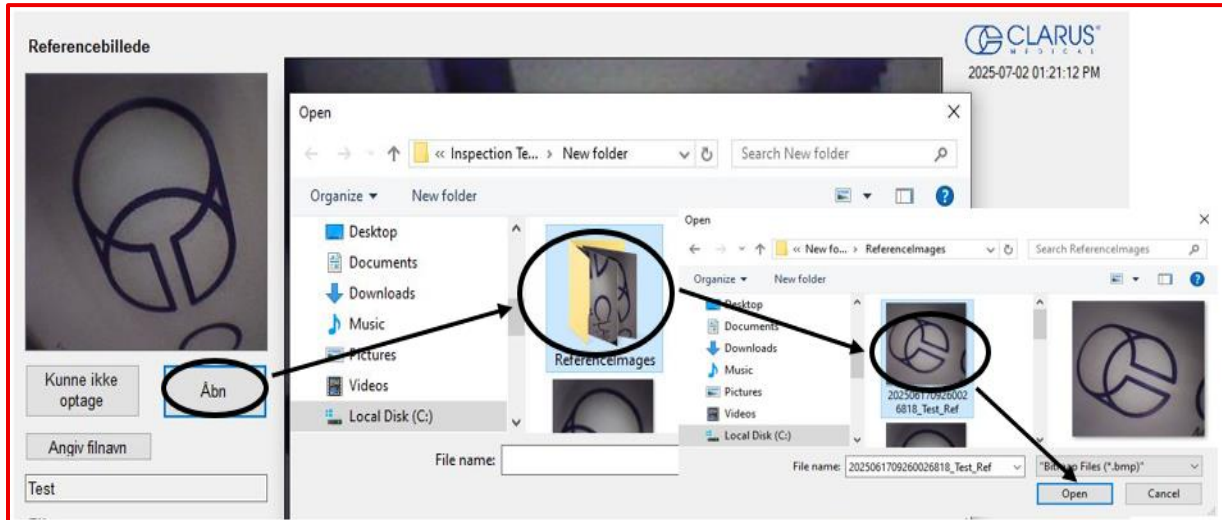 Referencebillede
CLARUS®
MEDICAL
2025-07-02 01:21:12 PM
Kunne ikke
optage
Åbn
Angiv filnavn
Test
Open
« Inspection Te... › New folder
Search New folder
Organize
New folder
Desktop
Documents
Downloads
Music
Pictures
Videos
Local Disk (C:)
ReferenceImages
File name:
Open
« New fo... › ReferenceImages
Search ReferenceImages
Organize
New folder
Desktop
Documents
Downloads
Music
Pictures
Videos
Local Disk (C:)
202506170926002
6818_Test_Ref
File name:
2025061709260026818_Test_Ref
"Bitmap Files (*.bmp)"
Open
Cancel